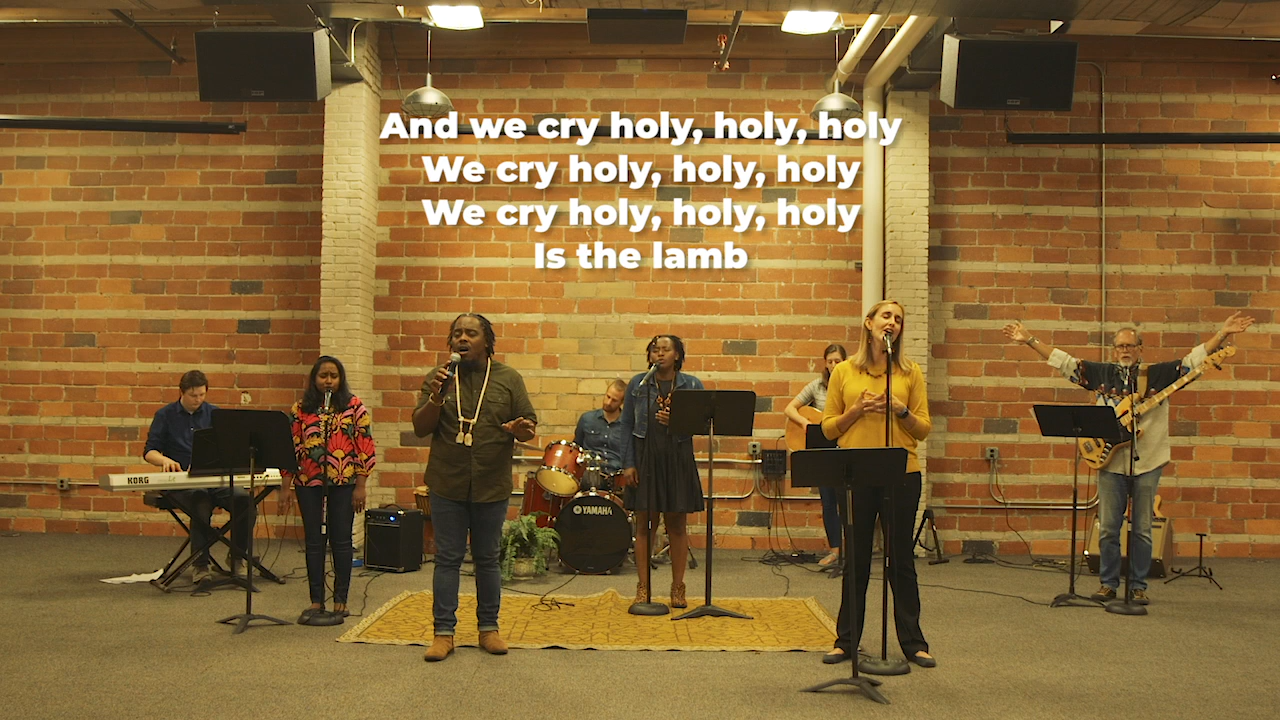 And we cry holy, holy, holy
We cry holy, holy, holy
We cry holy, holy, holy
Is the lamb
KORG
YAMAHA